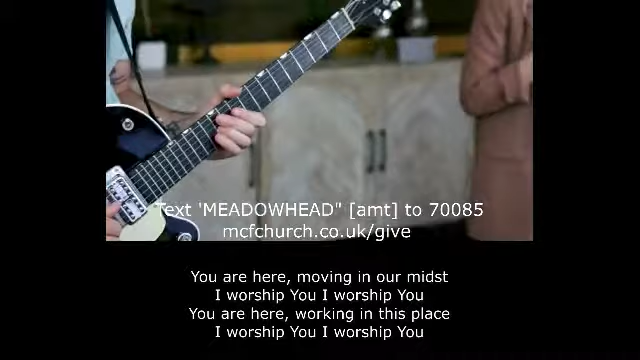 Text 'MEADOWHEAD" [amt] to 70085
mcfchurch.co.uk/give
You are here, moving in our midst
I worship You I worship You
You are here, working in this place
I worship You I worship You